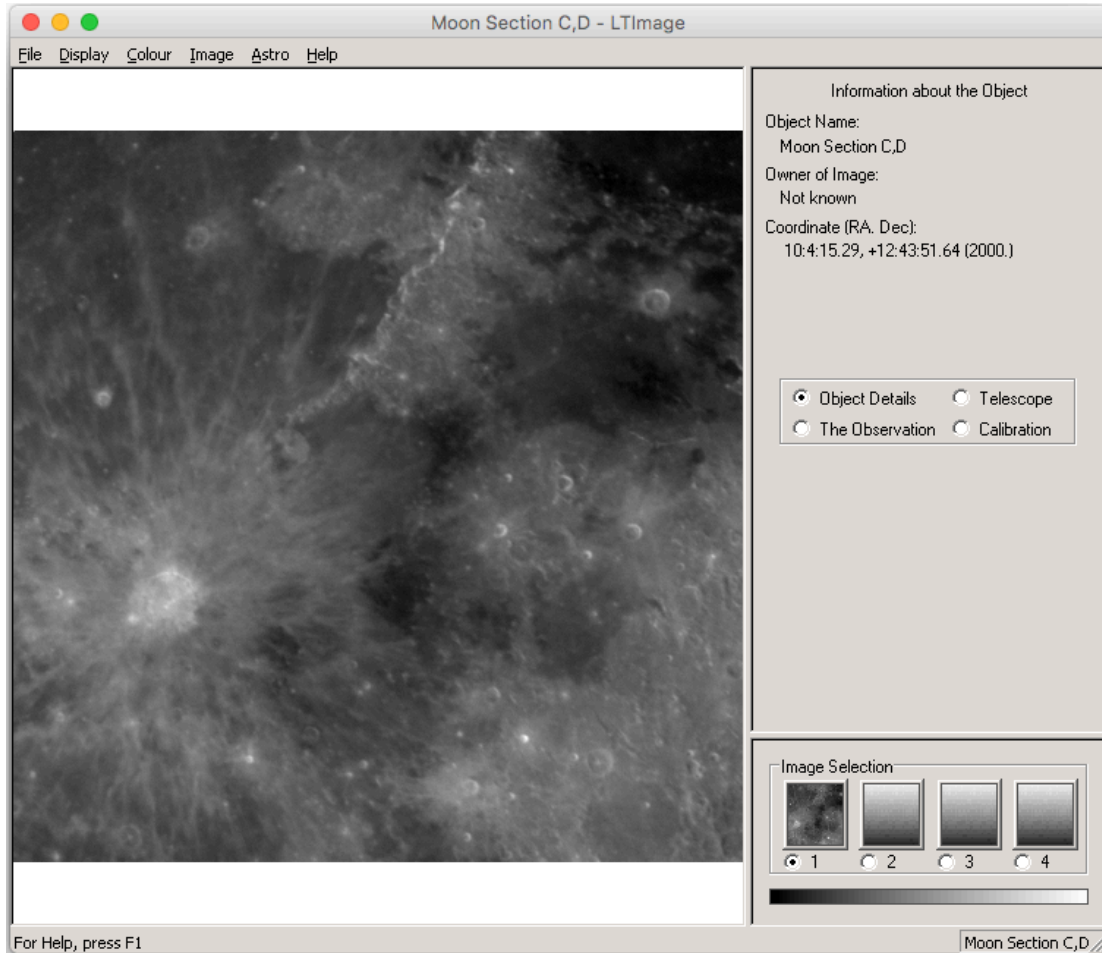 Moon Section C,D - LTImage
File Display Colour Image Astro Help
Information about the Object
Object Name:
Moon Section C,D
Owner of Image:
Not known
Coordinate (RA. Dec):
10:4:15.29, +12:43:51.64 (2000.)
Object Details Telescope
The Observation Calibration
Image Selection
1 2 3 4
For Help, press F1 Moon Section C,D